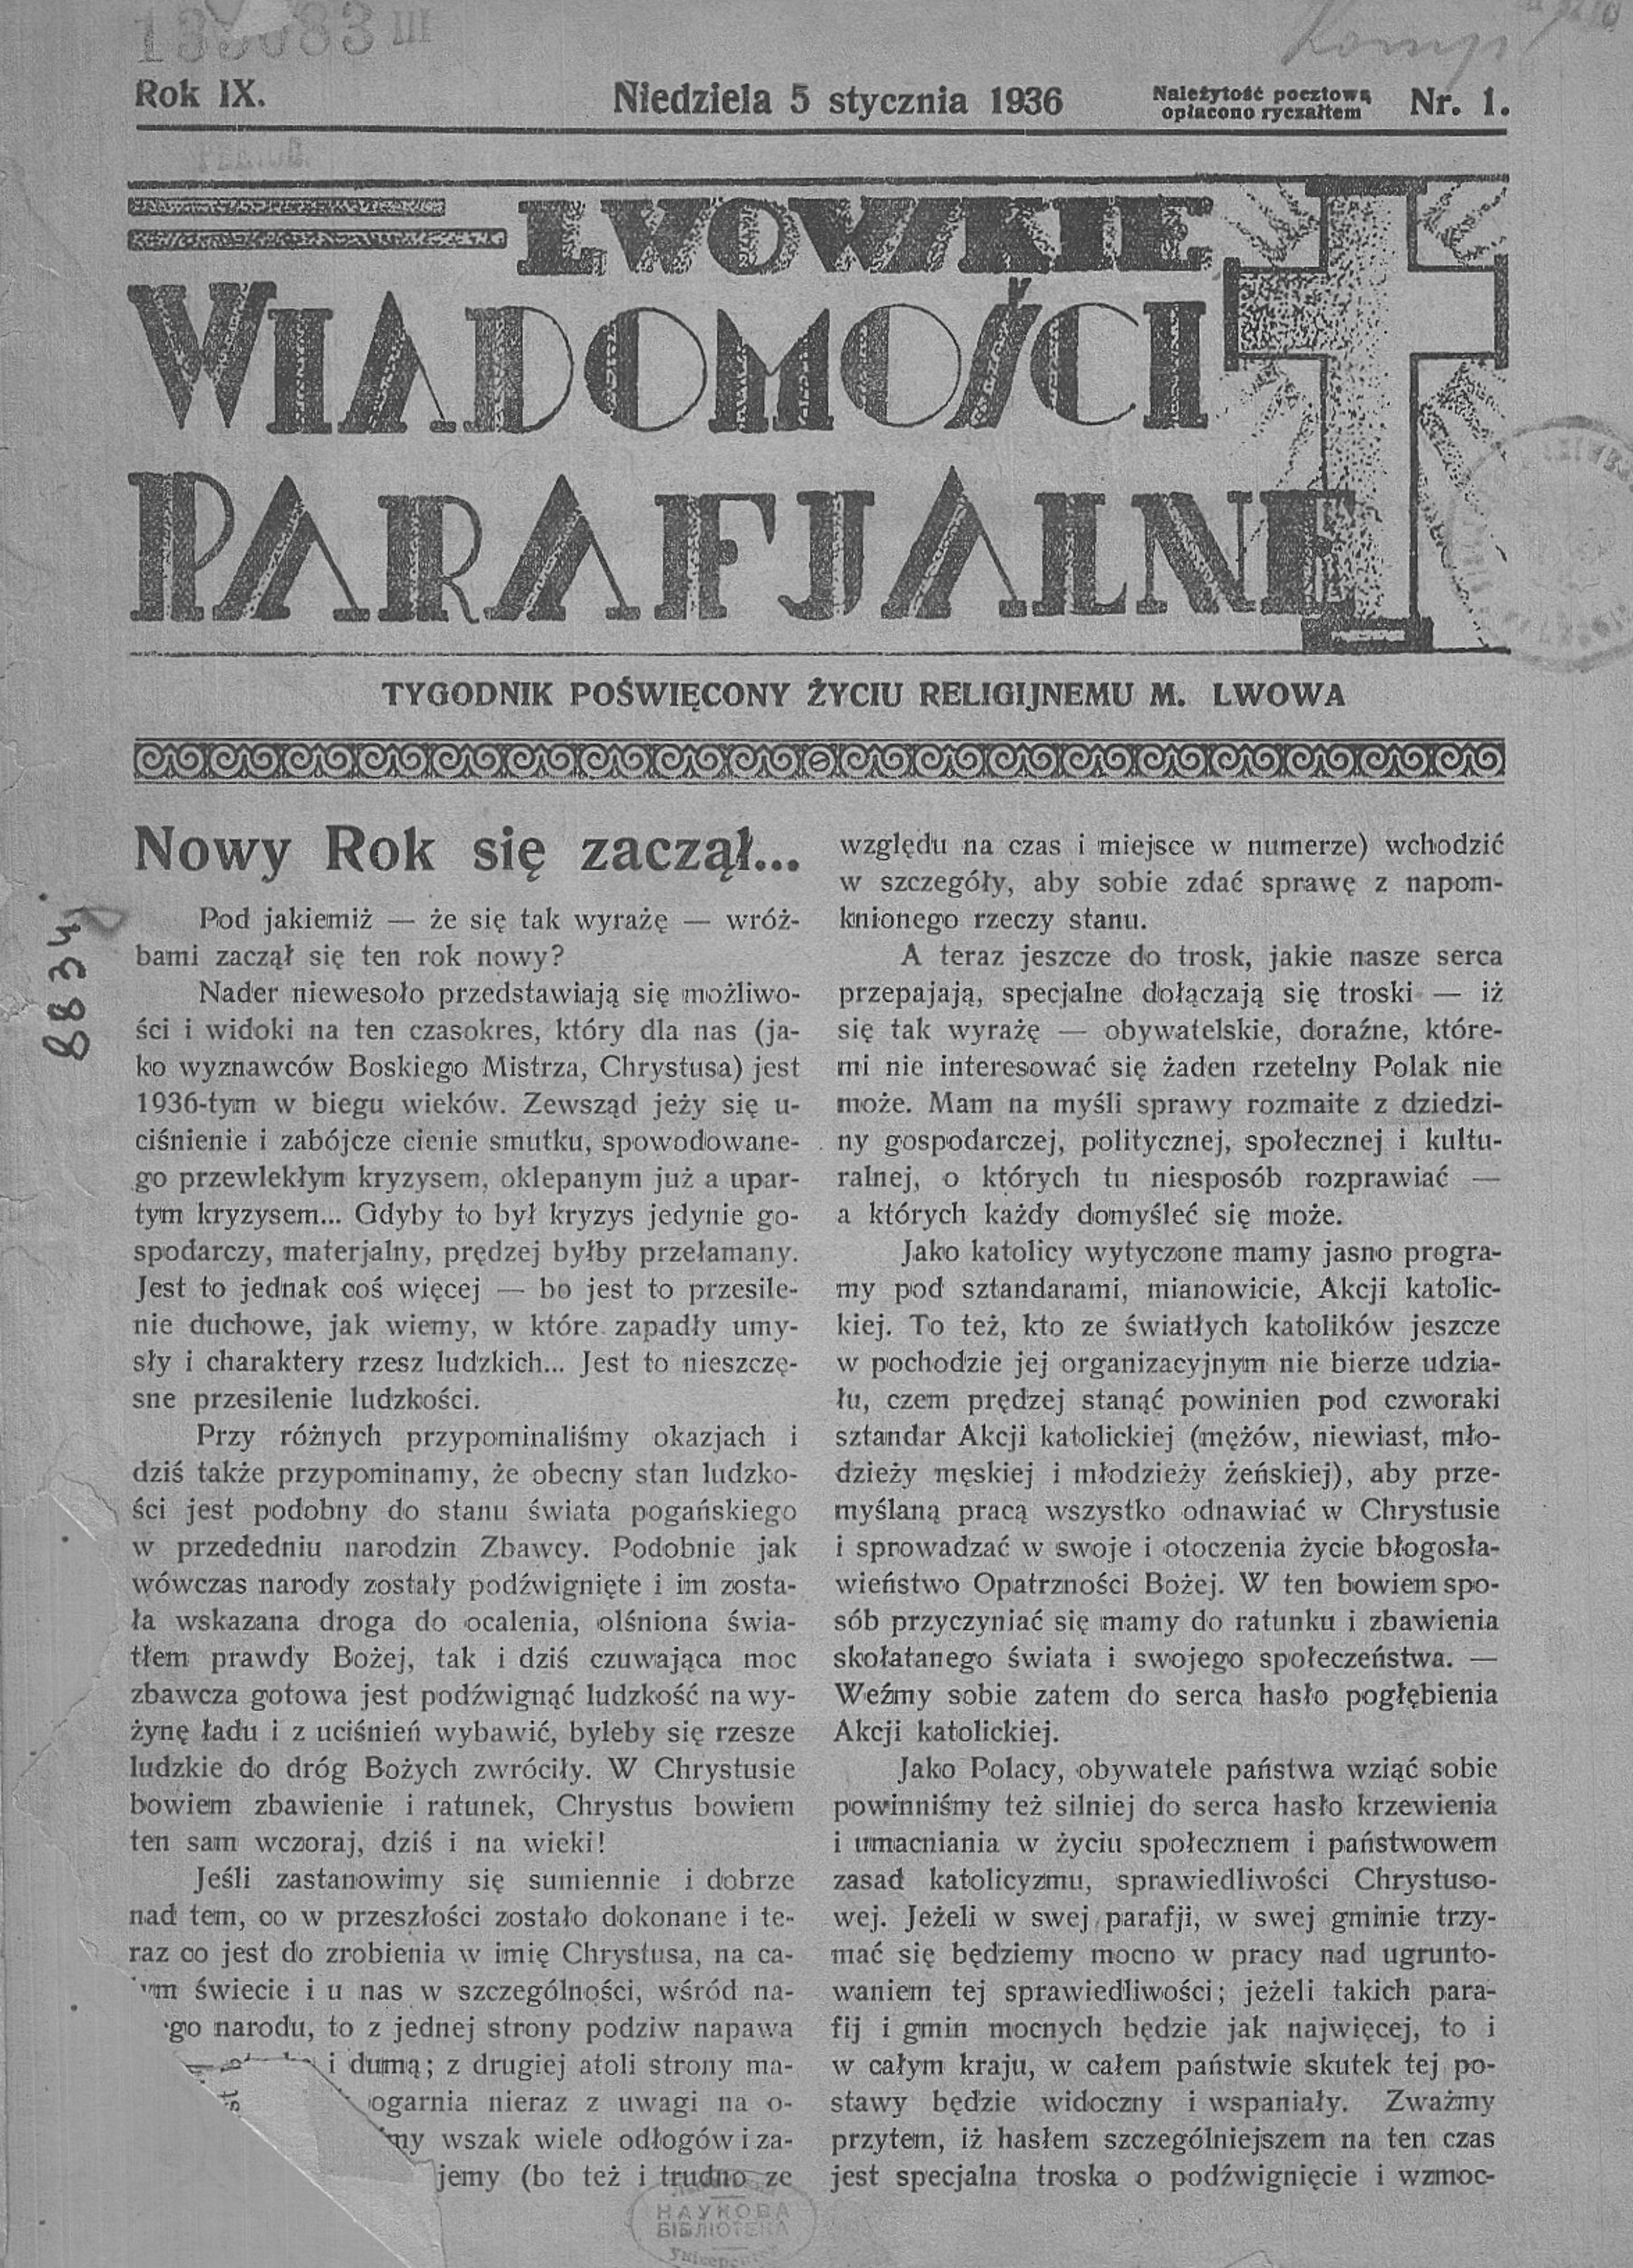 Rok IX.
Niedziela 5 stycznia 1936
Należytość pocztową
opłacono ryczałtem
Nr. 1.
LWOWSKIE
WIADOMOŚCI
PARAFJALNE
TYGODNIK POŚWIĘCONY ŻYCIU RELIGIJNEMU M. LWOWA
8834
Nowy Rok się zaczął...
Pod jakiemiż — że się tak wyrażę — wróż-
bami zaczął się ten rok nowy?
Nader niewesoło przedstawiają się możliwo-
ści i widoki na ten czasokres, który dla nas (ja-
ko wyznawców Boskiego Mistrza, Chrystusa) jest
1936-tym w biegu wieków. Zewsząd jeży się u-
ciśnienie i zabójcze cienie smutku, spowodowane-
go przewlekłym kryzysem, oklepanym już a upar-
tym kryzysem... Gdyby to był kryzys jedynie go-
spodarczy, materjalny, prędzej byłby przełamany.
Jest to jednak coś więcej — bo jest to przesile-
nie duchowe, jak wiemy, w które zapadły umy-
sły i charaktery rzesz ludzkich... Jest to nieszczę-
sne przesilenie ludzkości.
Przy różnych przypominaliśmy okazjach i
dziś także przypominamy, że obecny stan ludzko-
ści jest podobny do stanu świata pogańskiego
w przededniu narodzin Zbawcy. Podobnie jak
wówczas narody zostały podźwignięte i im zosta-
ła wskazana droga do ocalenia, olśniona świa-
tłem prawdy Bożej, tak i dziś czuwająca moc
zbawcza gotowa jest podźwignąć ludzkość na wy-
żynę ładu i z uciśnień wybawić, byleby się rzesze
ludzkie do dróg Bożych zwróciły. W Chrystusie
bowiem zbawienie i ratunek, Chrystus bowiem
ten sam wczoraj, dziś i na wieki!
Jeśli zastanowimy się sumiennie i dobrze
nad tem, co w przeszłości zostało dokonane i te-
raz co jest do zrobienia w imię Chrystusa, na ca-
ym świecie i u nas w szczególności, wśród na-
go narodu, to z jednej strony podziw napawa
i dumą; z drugiej atoli strony ma-
ogarnia nieraz z uwagi na o-
my wszak wiele odłogów i za-
jemy (bo też i trudno ze
względu na czas i miejsce w numerze) wchodzić
w szczegóły, aby sobie zdać sprawę z napom-
knionego rzeczy stanu.
A teraz jeszcze do trosk, jakie nasze serca
przepajają, specjalne dołączają się troski — iż
się tak wyrażę — obywatelskie, doraźne, które-
mi nie interesować się żaden rzetelny Polak nie
może. Mam na myśli sprawy rozmaite z dziedzi-
ny gospodarczej, politycznej, społecznej i kultu-
ralnej, o których tu niesposób rozprawiać —
a których każdy domyśleć się może.
Jako katolicy wytyczone mamy jasno progra-
my pod sztandarami, mianowicie, Akcji katolic-
kiej. To też, kto ze światłych katolików jeszcze
w pochodzie jej organizacyjnym nie bierze udzia-
łu, czem prędzej stanąć powinien pod czworaki
sztandar Akcji katolickiej (mężów, niewiast, mło-
dzieży męskiej i młodzieży żeńskiej), aby prze-
myślaną pracą wszystko odnawiać w Chrystusie
i sprowadzać w swoje i otoczenia życie błogosła-
wieństwo Opatrzności Bożej. W ten bowiem spo-
sób przyczyniać się mamy do ratunku i zbawienia
skołatanego świata i swojego społeczeństwa. —
Weźmy sobie zatem do serca hasło pogłębienia
Akcji katolickiej.
Jako Polacy, obywatele państwa wziąć sobie
powinniśmy też silniej do serca hasło krzewienia
i umacniania w życiu społecznem i państwowem
zasad katolicyzmu, sprawiedliwości Chrystuso-
wej. Jeżeli w swej parafji, w swej gminie trzy-
mać się będziemy mocno w pracy nad ugrunto-
waniem tej sprawiedliwości; jeżeli takich para-
fij i gmin mocnych będzie jak najwięcej, to i
w całym kraju, w całem państwie skutek tej po-
stawy będzie widoczny i wspaniały. Zważmy
przytem, iż hasłem szczególniejszem na ten czas
jest specjalna troska o podźwignięcie i wzmoc-
НАУКОВА
БІБЛІОТЕКА